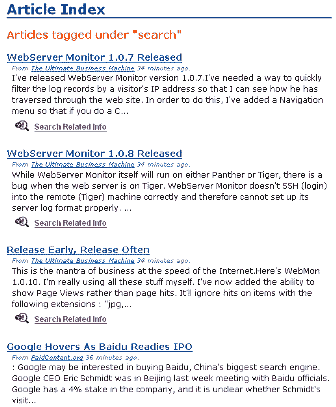 Article Index
Articles tagged under "search"
WebServer Monitor 1.0.7 Released
From The Ultimate Business Machine 34 minutes ago.
I've released WebServer Monitor version 1.0.7.I've needed a way to quickly
filter the log records by a visitor's IP address so that I can see how he has
traversed through the web site. In order to do this, I've added a Navigation
menu so that if you do a C...
Search Related Info
WebServer Monitor 1.0.8 Released
From The Ultimate Business Machine 34 minutes ago.
While WebServer Monitor itself will run on either Panther or Tiger, there is a
bug when the web server is on Tiger. WebServer Monitor doesn't SSH (login)
into the remote (Tiger) machine correctly and therefore cannot set up its
server log format properly. ...
Search Related Info
Release Early, Release Often
From The Ultimate Business Machine 34 minutes ago.
This is the mantra of business at the speed of the Internet.Here's WebMon
1.0.10. I'm really using all these stuff myself. I've now added the ability to
show Page Views rather than page hits. It'll ignore hits on items with the
following extensions : "jpg,...
Search Related Info
Google Hovers As Baidu Readies IPO
From PaidContent.org 36 minutes ago.
: Google may be interested in buying Baidu, China's biggest search engine.
Google CEO Eric Schmidt was in Beijing last week meeting with Baidu officials.
Google has a 4% stake in the company, and it is unclear whether Schmidt's
visit...